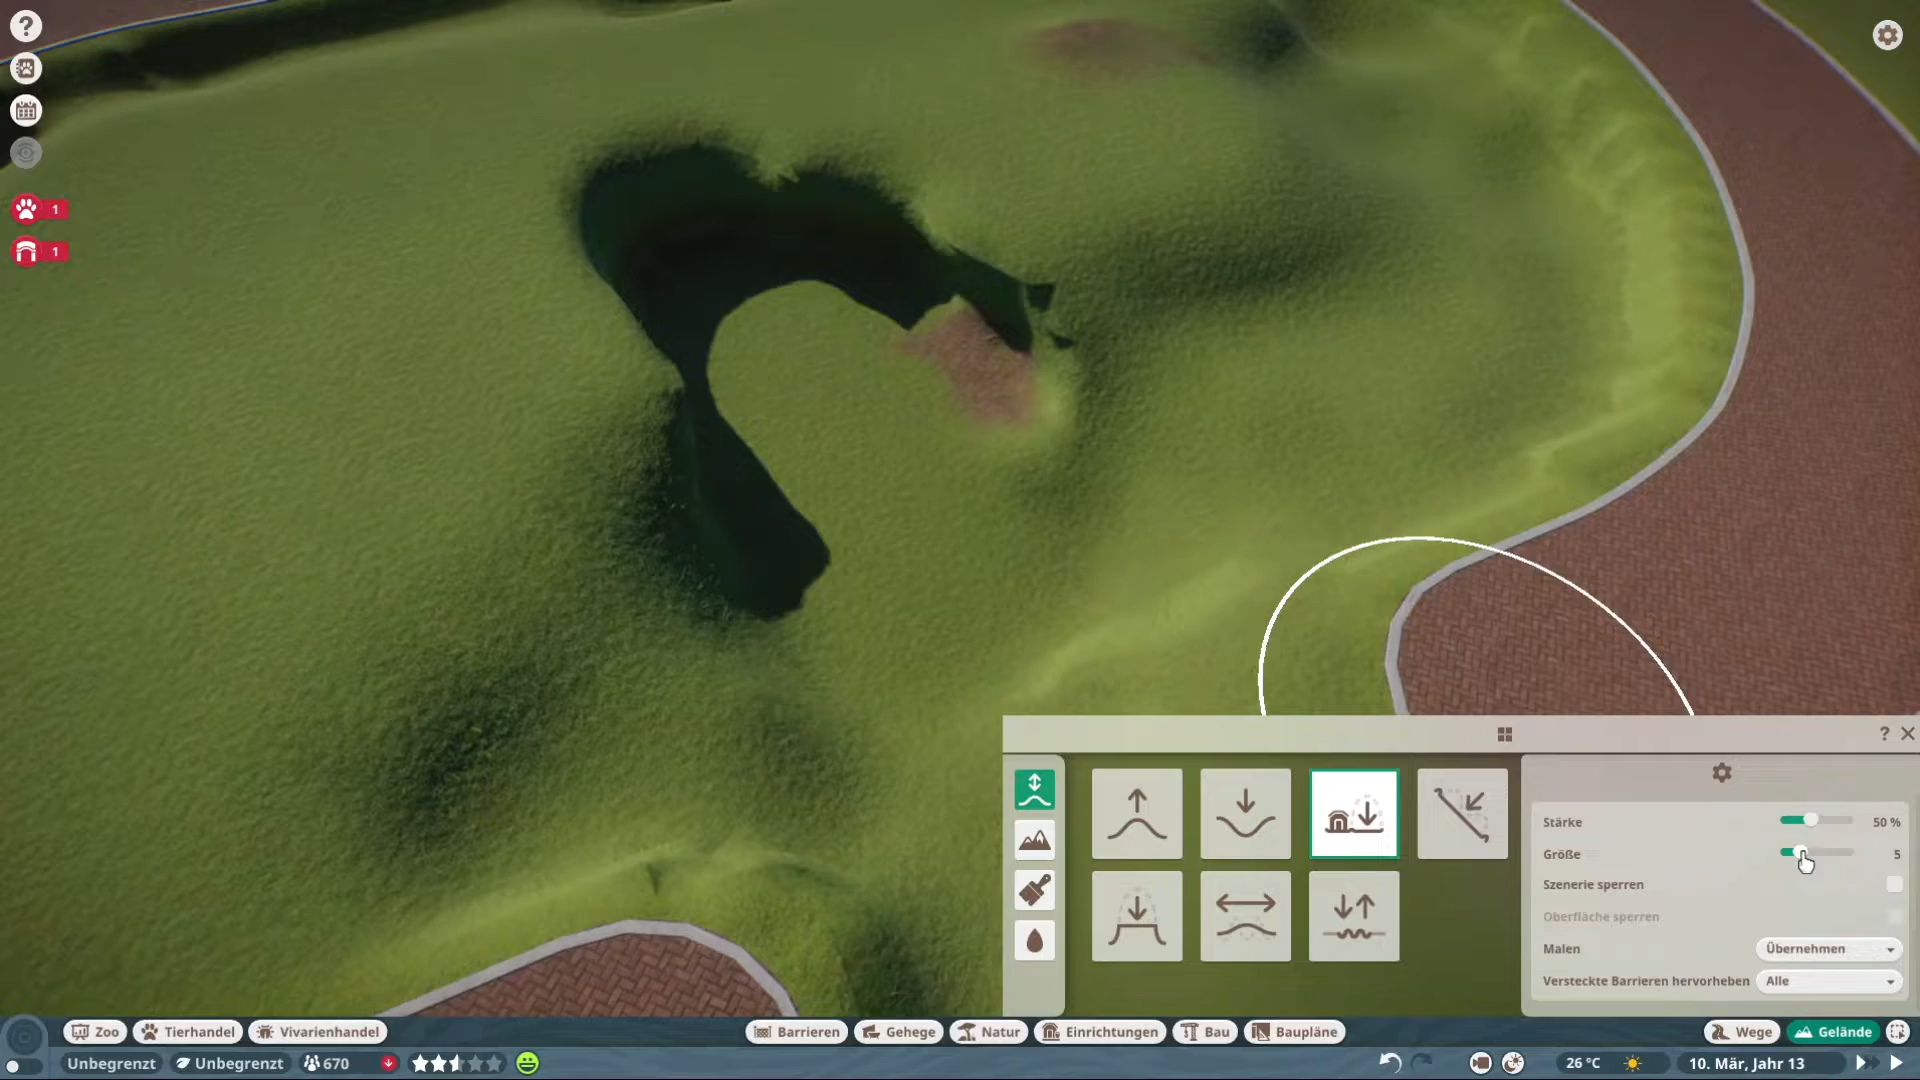 ?
1
1
? ✕
Stärke 50 %
Größe 5
Szenerie sperren
Oberfläche sperren
Malen Übernehmen
Versteckte Barrieren hervorheben Alle
Zoo Tierhandel Vivarienhandel Barrieren Gehege Natur Einrichtungen Bau Baupläne Wege Gelände
Unbegrenzt Unbegrenzt 670 26 °C 10. Mär, Jahr 13